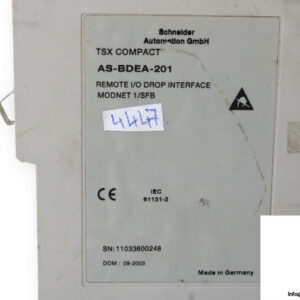 Schneider
Automation GmbH
TSX COMPACT
AS-BDEA-201
REMOTE I/O DROP INTERFACE
MODNET 1/SFB
4447
CE
IEC
61131-2
SN: 11033600248
DOM : 09-2003
Made in Germany